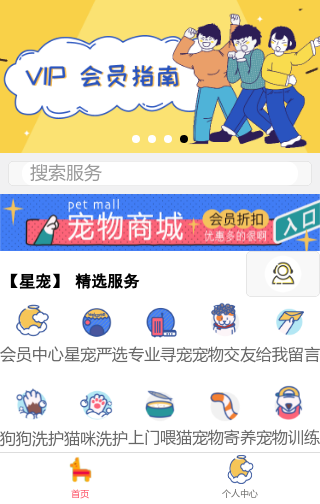 VIP 会员指南
搜索服务
pet mall
宠物商城
会员折扣
优惠多的很啊
入口
【星宠】 精选服务
会员中心星宠严选专业寻宠宠物交友给我留言
狗狗洗护猫咪洗护上门喂猫宠物寄养宠物训练
首页
个人中心